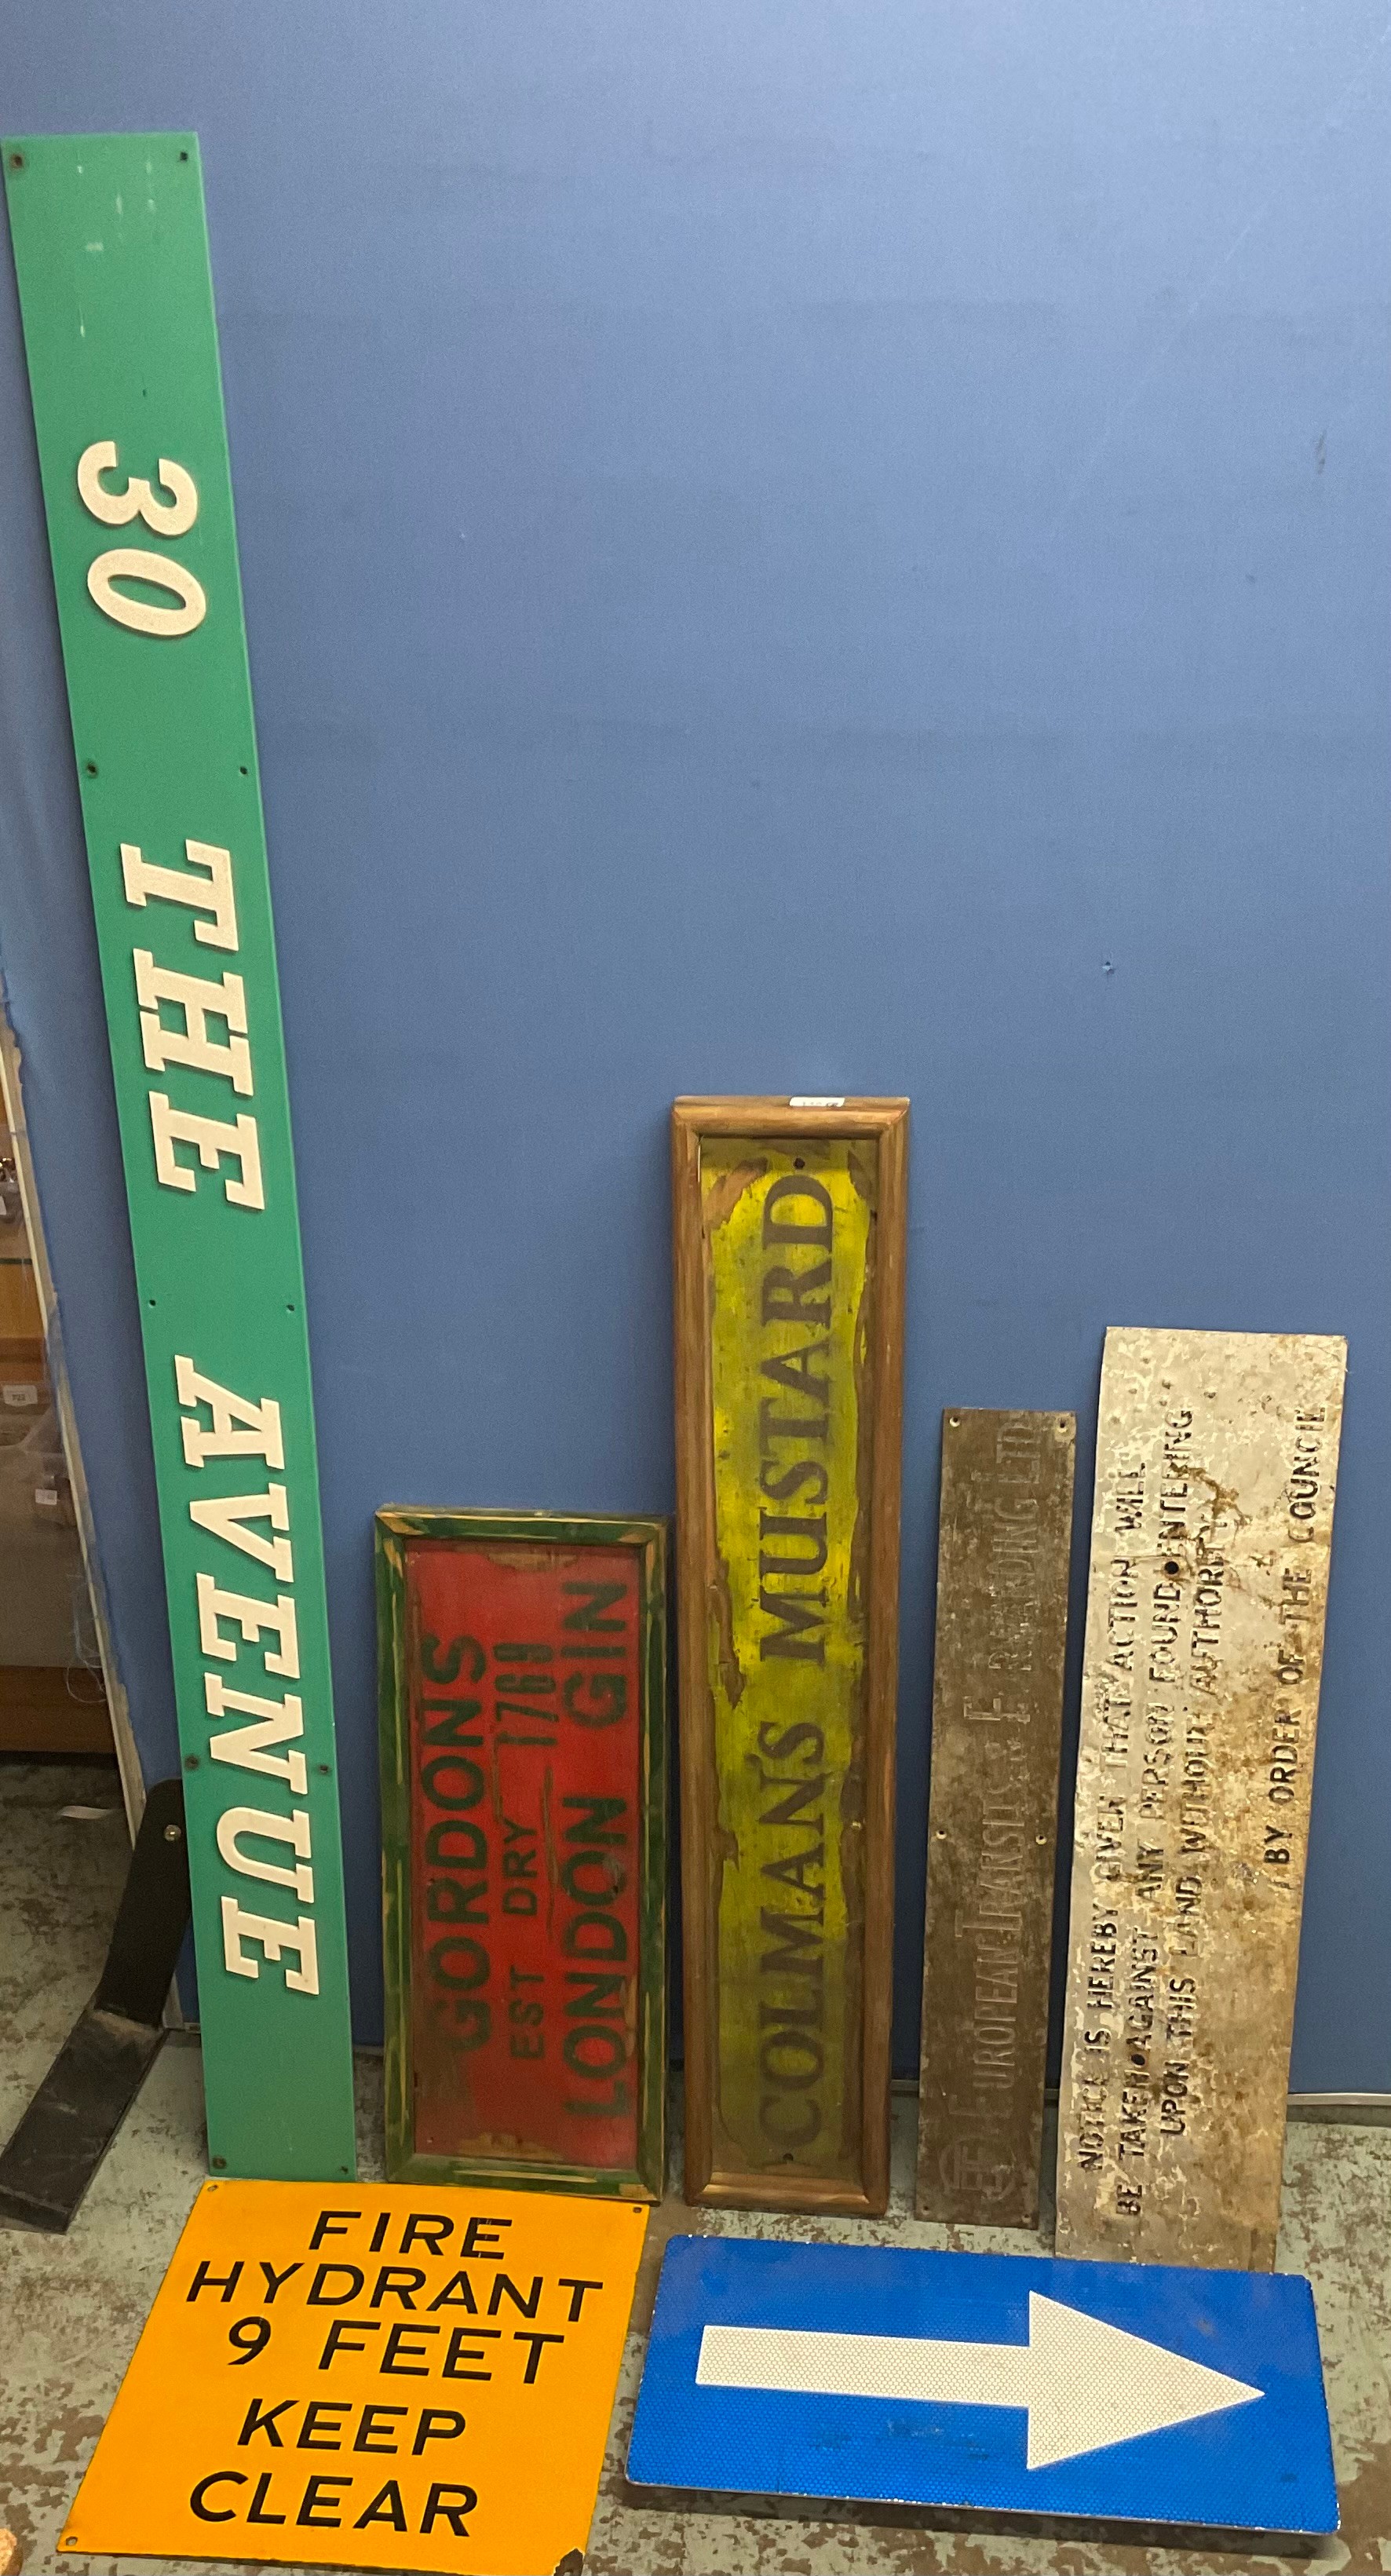 30 THE AVENUE
GORDONS
EST DRY 1769
LONDON GIN
COLMAN'S MUSTARD
EUROPEAN TRANSITS & F. READING LTD
NOTICE IS HEREBY GIVEN THAT ACTION WILL
BE TAKEN AGAINST ANY PERSON FOUND ENTERING
UPON THIS LAND WITHOUT AUTHORITY
BY ORDER OF THE COUNCIL
FIRE
HYDRANT
9 FEET
KEEP
CLEAR